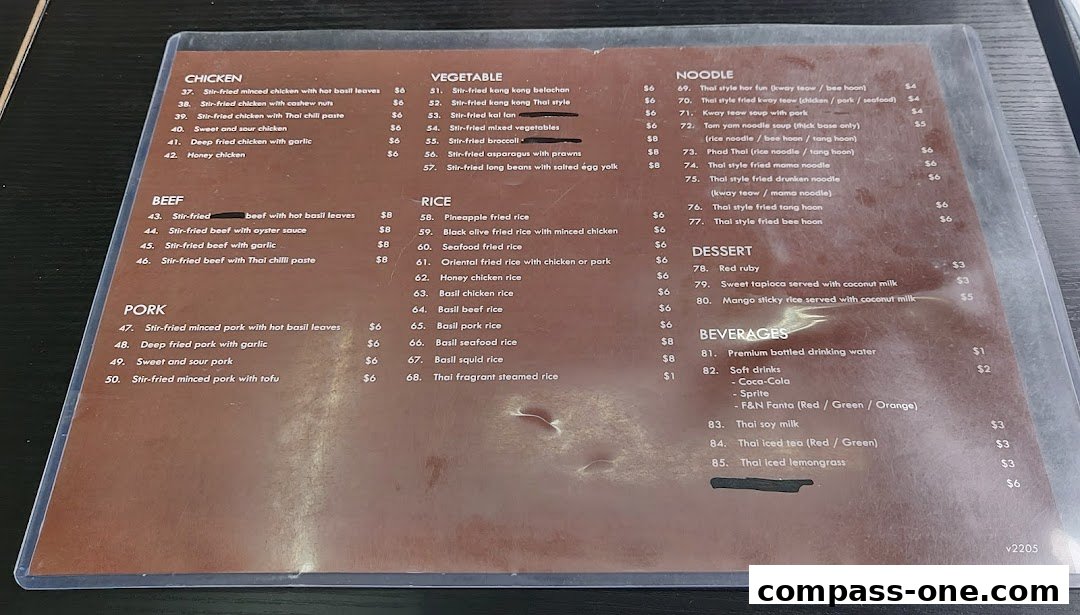 CHICKEN
37. Stir-fried minced chicken with hot basil leaves $6
38. Stir-fried chicken with cashew nuts $6
39. Stir-fried chicken with Thai chili paste $6
40. Sweet and sour chicken $6
41. Deep fried chicken with garlic $6
42. Honey chicken $6
BEEF
43. Stir-fried beef with hot basil leaves $8
44. Stir-fried beef with oyster sauce $8
45. Stir-fried beef with garlic $8
46. Stir-fried beef with Thai chilli paste $8
PORK
47. Stir-fried minced pork with hot basil leaves $6
48. Deep fried pork with garlic $6
49. Sweet and sour pork $6
50. Stir-fried minced pork with tofu $6
VEGETABLE
51. Stir-fried kang kong belachan $6
52. Stir-fried kang kong Thai style $6
53. Stir-fried kai lan $6
54. Stir-fried mixed vegetables $6
55. Stir-fried broccoli $8
56. Stir-fried asparagus with prawns $8
57. Stir-fried long beans with salted egg yolk $8
RICE
58. Pineapple fried rice $6
59. Black olive fried rice with minced chicken $6
60. Seafood fried rice $6
61. Oriental fried rice with chicken or pork $6
62. Honey chicken rice $6
63. Basil chicken rice $6
64. Basil beef rice $6
65. Basil pork rice $6
66. Basil seafood rice $8
67. Basil squid rice $8
68. Thai fragrant steamed rice $1
NOODLE
69. Thai style hor fun (kway teow / bee hoon) $4
70. Thai style fried kway teow (chicken / pork / seafood) $4
71. Kway teow soup with pork $4
72. Tom yam noodle soup (thick base only) $5
(rice noodle / bee hoon / tang hoon)
73. Phad Thai (rice noodle / tang hoon) $6
74. Thai style fried mama noodle $6
75. Thai style fried drunken noodle $6
(kway teow / mama noodle)
76. Thai style fried tang hoon $6
77. Thai style fried bee hoon $6
DESSERT
78. Red ruby $3
79. Sweet tapioca served with coconut milk $3
80. Mango sticky rice served with coconut milk $5
BEVERAGES
81. Premium bottled drinking water $1
82. Soft drinks $2
- Coca-Cola
- Sprite
- F&N Fanta (Red / Green / Orange)
83. Thai soy milk $3
84. Thai iced tea (Red / Green) $3
85. Thai iced lemongrass $3
$6
v2205
compass-one.com